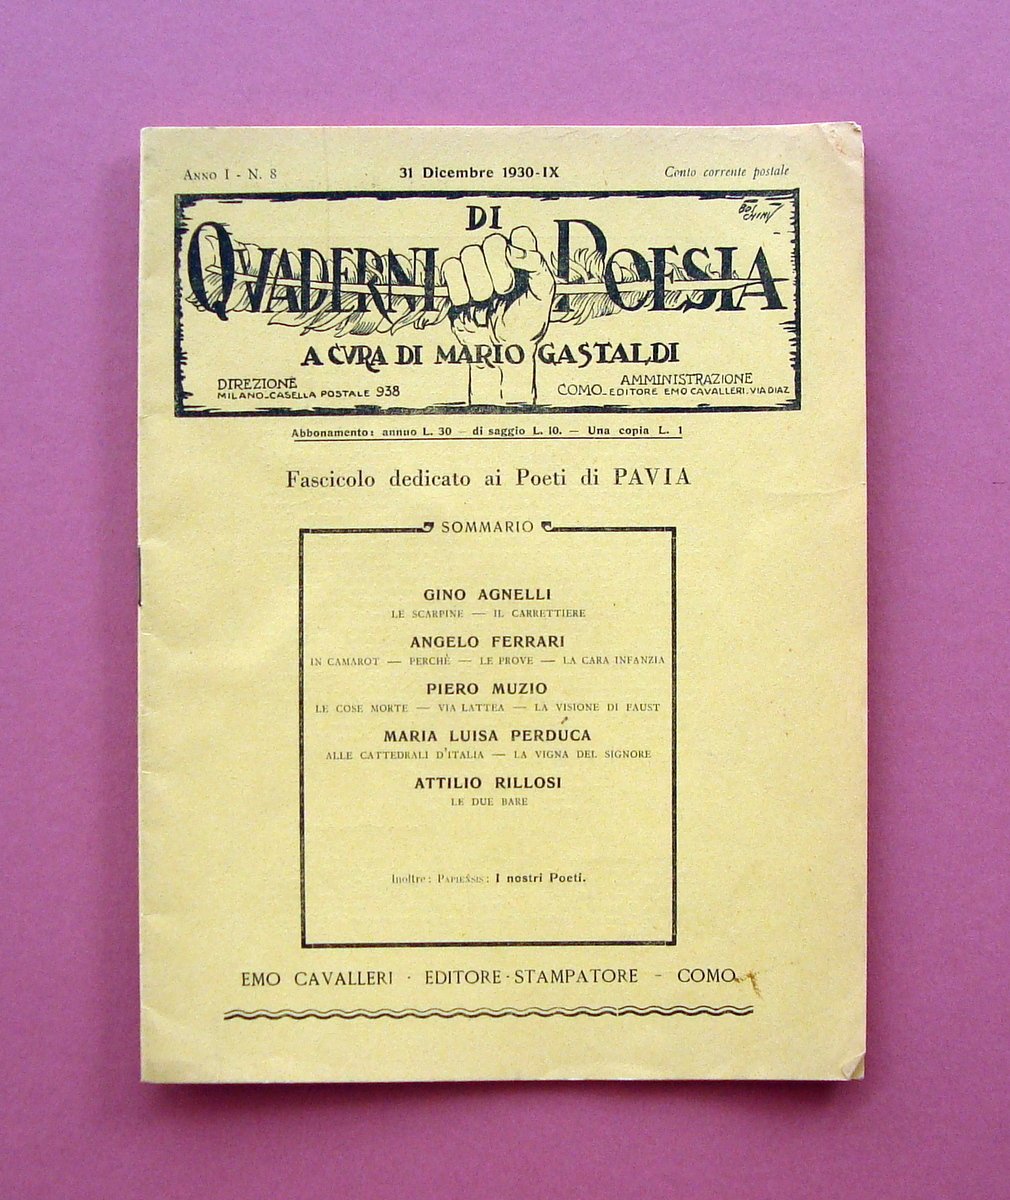 ANNO I - N. 8
31 Dicembre 1930-IX
Conto corrente postale
DI
QVADERNI POESIA
A CVRA DI MARIO GASTALDI
DIREZIONE
MILANO-CASELLA POSTALE 938
AMMINISTRAZIONE
COMO-EDITORE EMO CAVALLERI-VIA DIAZ
Abbonamento: annuo L. 30 - di saggio L. 10. - Una copia L. 1
Fascicolo dedicato ai Poeti di PAVIA
SOMMARIO
GINO AGNELLI
LE SCARPINE — IL CARRETTIERE
ANGELO FERRARI
IN CAMAROT — PERCHÈ — LE PROVE — LA CARA INFANZIA
PIERO MUZIO
LE COSE MORTE — VIA LATTEA — LA VISIONE DI FAUST
MARIA LUISA PERDUCA
ALLE CATTEDRALI D'ITALIA — LA VIGNA DEL SIGNORE
ATTILIO RILLOSI
LE DUE BARE
Inoltre: PAPIENSIS: I nostri Poeti.
EMO CAVALLERI · EDITORE-STAMPATORE - COMO